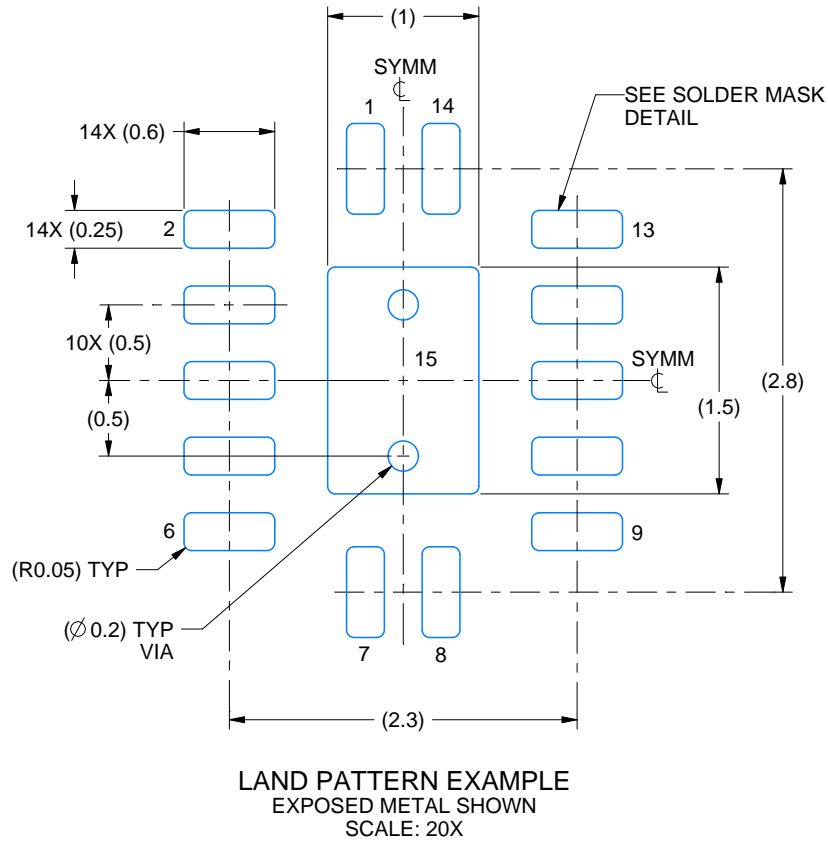 (1)
SYMM
℄
1
14
SEE SOLDER MASK
DETAIL
14X (0.6)
14X (0.25)
2
13
10X (0.5)
15
SYMM
℄
(0.5)
(1.5)
(2.8)
6
9
(R0.05) TYP
(∅ 0.2) TYP
VIA
7
8
(2.3)
LAND PATTERN EXAMPLE
EXPOSED METAL SHOWN
SCALE: 20X